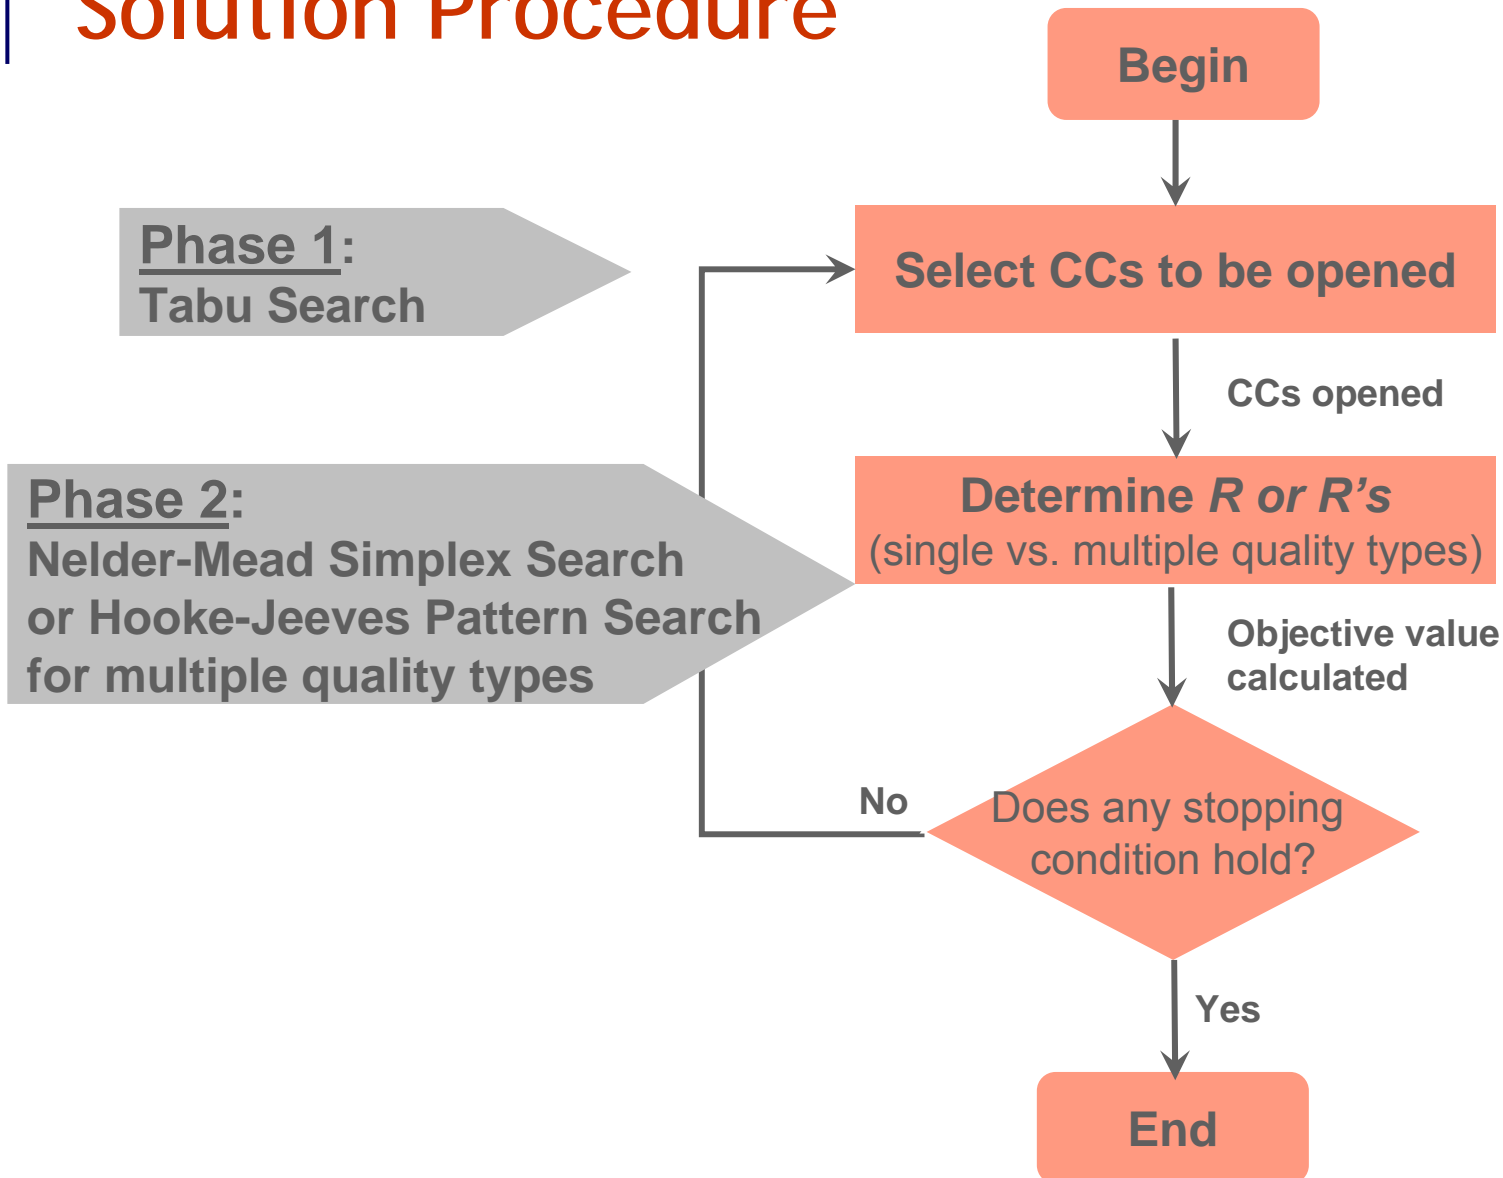 Solution Procedure
Begin
Phase 1:
Tabu Search
Select CCs to be opened
CCs opened
Phase 2:
Nelder-Mead Simplex Search
or Hooke-Jeeves Pattern Search
for multiple quality types
Determine R or R's
(single vs. multiple quality types)
Objective value
calculated
No
Does any stopping
condition hold?
Yes
End